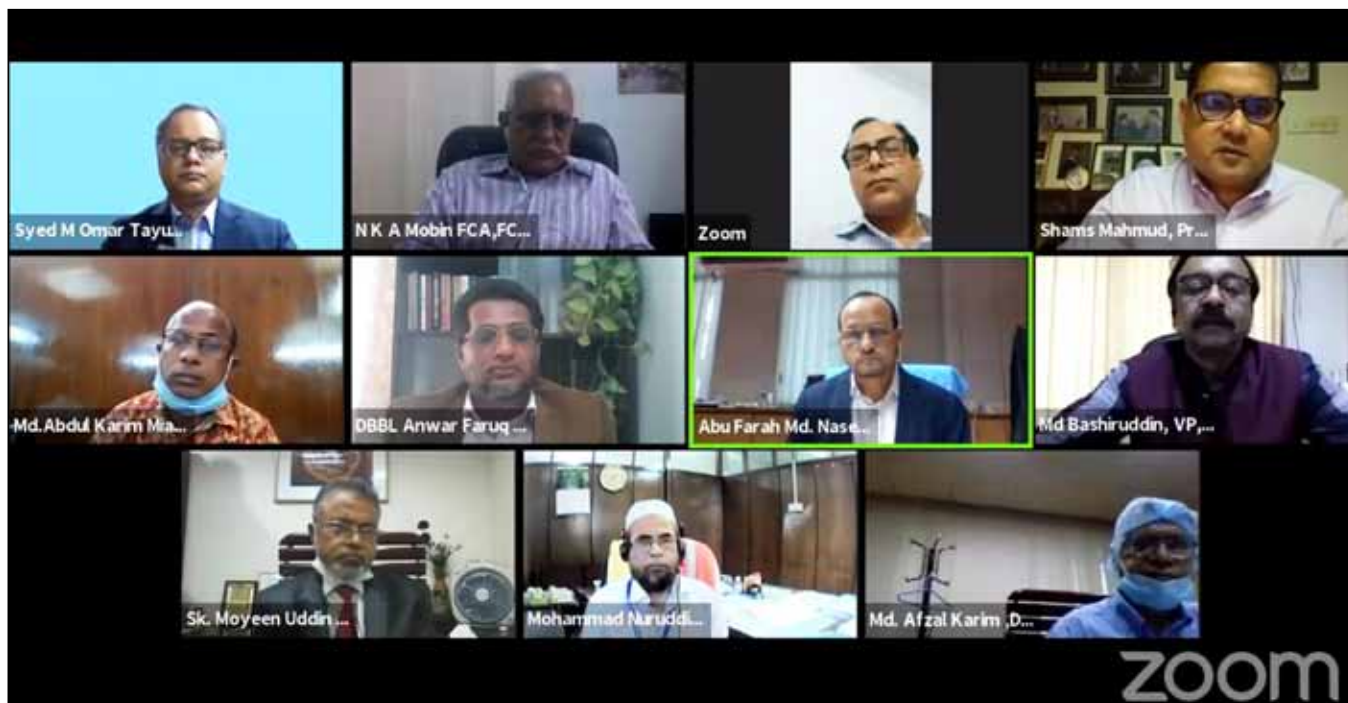 Syed M Omar Tayu...
N K A Mobin FCA,FC...
Zoom
Shams Mahmud, Pr...
Md.Abdul Karim Mia...
DBBL Anwar Faruq ...
Abu Farah Md. Nase...
Md Bashiruddin, VP,...
Sk. Moyeen Uddin ...
Mohammad Nuruddi...
Md. Afzal Karim ,D...
zoom